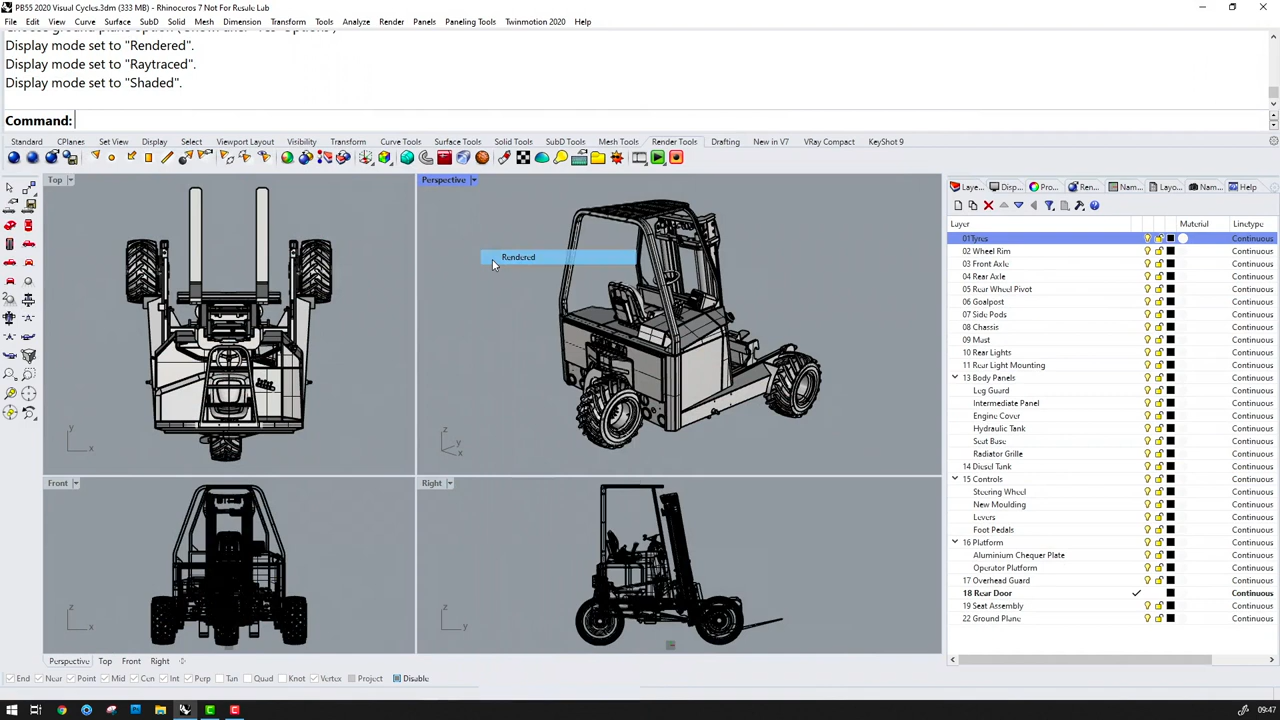 PB55 2020 Visual Cycles.3dm (333 MB) - Rhinoceros 7 Not For Resale Lab
File Edit View Curve Surface SubD Solid Mesh Dimension Transform Tools Analyze Render Panels Paneling Tools Twinmotion 2020 Help
Display mode set to "Rendered".
Display mode set to "Raytraced".
Display mode set to "Shaded".
Command:
Standard CPlanes Set View Display Select Viewport Layout Visibility Transform Curve Tools Surface Tools Solid Tools SubD Tools Mesh Tools Render Tools Drafting New in V7 VRay Compact KeyShot 9
Top
Perspective
Rendered
Front
Right
z
y
x
Laye... Disp... Pro... Ren... Nam... Layo... Nam... Help
Layer Material Linetype
01Tyres Continuous
02 Wheel Rim Continuous
03 Front Axle Continuous
04 Rear Axle Continuous
05 Rear Wheel Pivot Continuous
06 Goalpost Continuous
07 Side Pods Continuous
08 Chassis Continuous
09 Mast Continuous
10 Rear Lights Continuous
11 Rear Light Mounting Continuous
13 Body Panels Continuous
Leg Guard Continuous
Intermediate Panel Continuous
Engine Cover Continuous
Hydraulic Tank Continuous
Seat Base Continuous
Radiator Grille Continuous
14 Diesel Tank Continuous
15 Controls Continuous
Steering Wheel Continuous
New Moulding Continuous
Levers Continuous
Foot Pedals Continuous
16 Platform Continuous
Aluminium Chequer Plate Continuous
Operator Platform Continuous
17 Overhead Guard Continuous
18 Rear Door Continuous
19 Seat Assembly Continuous
22 Ground Plane Continuous
Perspective Top Front Right
End Near Point Mid Cen Int Perp Tan Quad Knot Vertex Project Disable
09:47